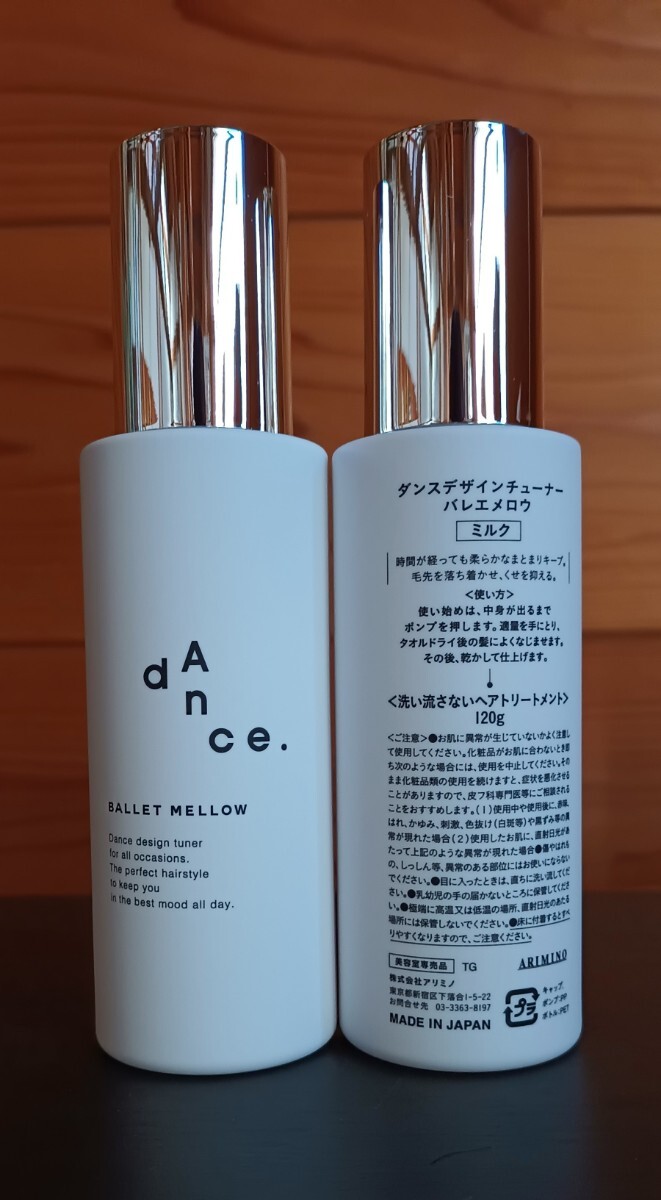 dAnce.
BALLET MELLOW
Dance design tuner
for all occasions.
The perfect hairstyle
to keep you
in the best mood all day.
ダンスデザインチューナー
バレエメロウ
ミルク
時間が経っても柔らかなまとまりキープ。
毛先を落ち着かせ、くせを抑える。
<使い方>
使い始めは、中身が出るまで
ポンプを押します。適量を手にとり、
タオルドライ後の髪によくなじませます。
その後、乾かして仕上げます。
<洗い流さないヘアトリートメント>
120g
<ご注意>●お肌に異常が生じていないかよく注意し
て使用してください。化粧品がお肌に合わないとき即
ち次のような場合には、使用を中止してください。その
まま化粧品類の使用を続けますと、症状を悪化させる
ことがありますので、皮フ科専門医等にご相談される
ことをおすすめします。(1)使用中や使用後に、赤味、
はれ、かゆみ、刺激、色抜け(白斑等)や黒ずみ等の異
常が現れた場合(2)使用したお肌に、直射日光があ
たって上記のような異常が現れた場合●傷やはれも
の、しっしん等、異常のある部位にはお使いにならない
でください。●目に入ったときは、直ちに洗い流してくだ
さい。●乳幼児の手の届かないところに保管してくださ
い。●極端に高温又は低温の場所、直射日光のあたる
場所には保管しないでください。●床に付着するとすべ
りやすくなりますので、ご注意ください。
美容室専売品 TG ARIMINO
株式会社アリミノ
東京都新宿区下落合1-5-22
お問合せ先 03-3363-8197
MADE IN JAPAN
プラ
キャップ、
ポンプ:PP
ボトル:PET